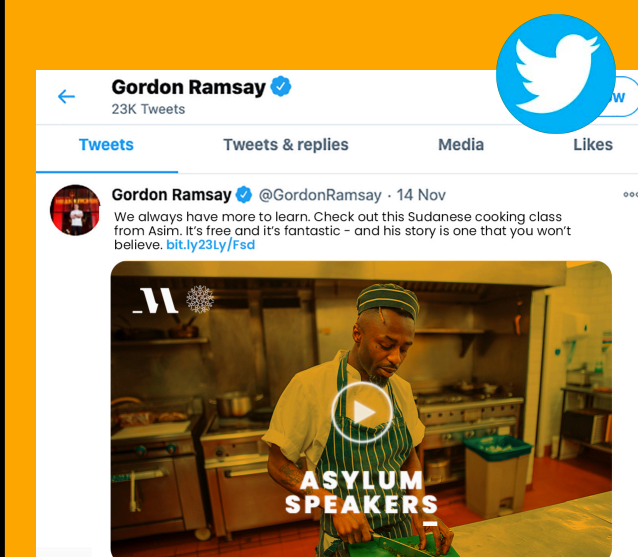 Gordon Ramsay
23K Tweets
ow
Tweets Tweets & replies Media Likes
Gordon Ramsay @GordonRamsay · 14 Nov
We always have more to learn. Check out this Sudanese cooking class
from Asim. It's free and it's fantastic - and his story is one that you won't
believe. bit.ly23Ly/Fsd
ASYLUM
SPEAKERS